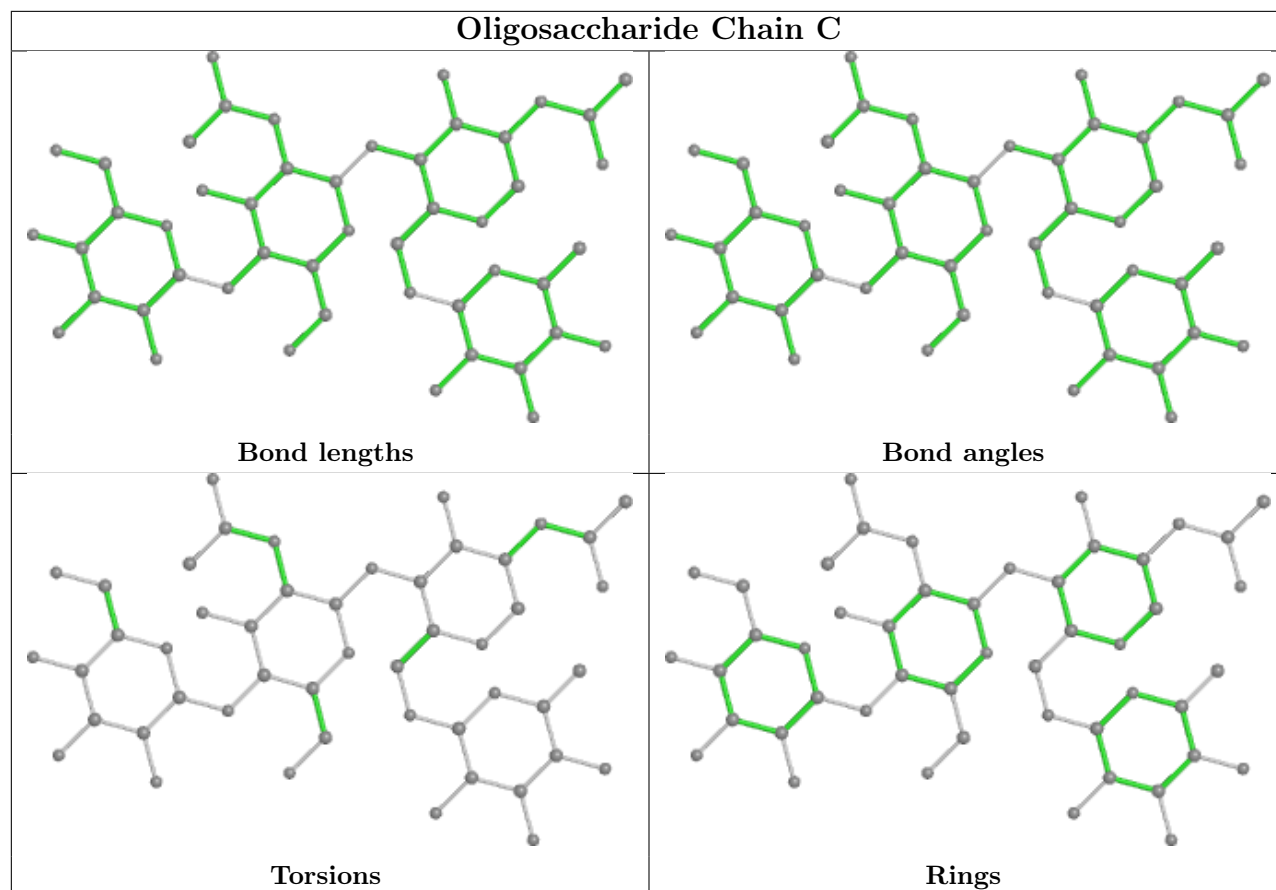 Oligosaccharide Chain C
Bond lengths
Bond angles
Torsions
Rings